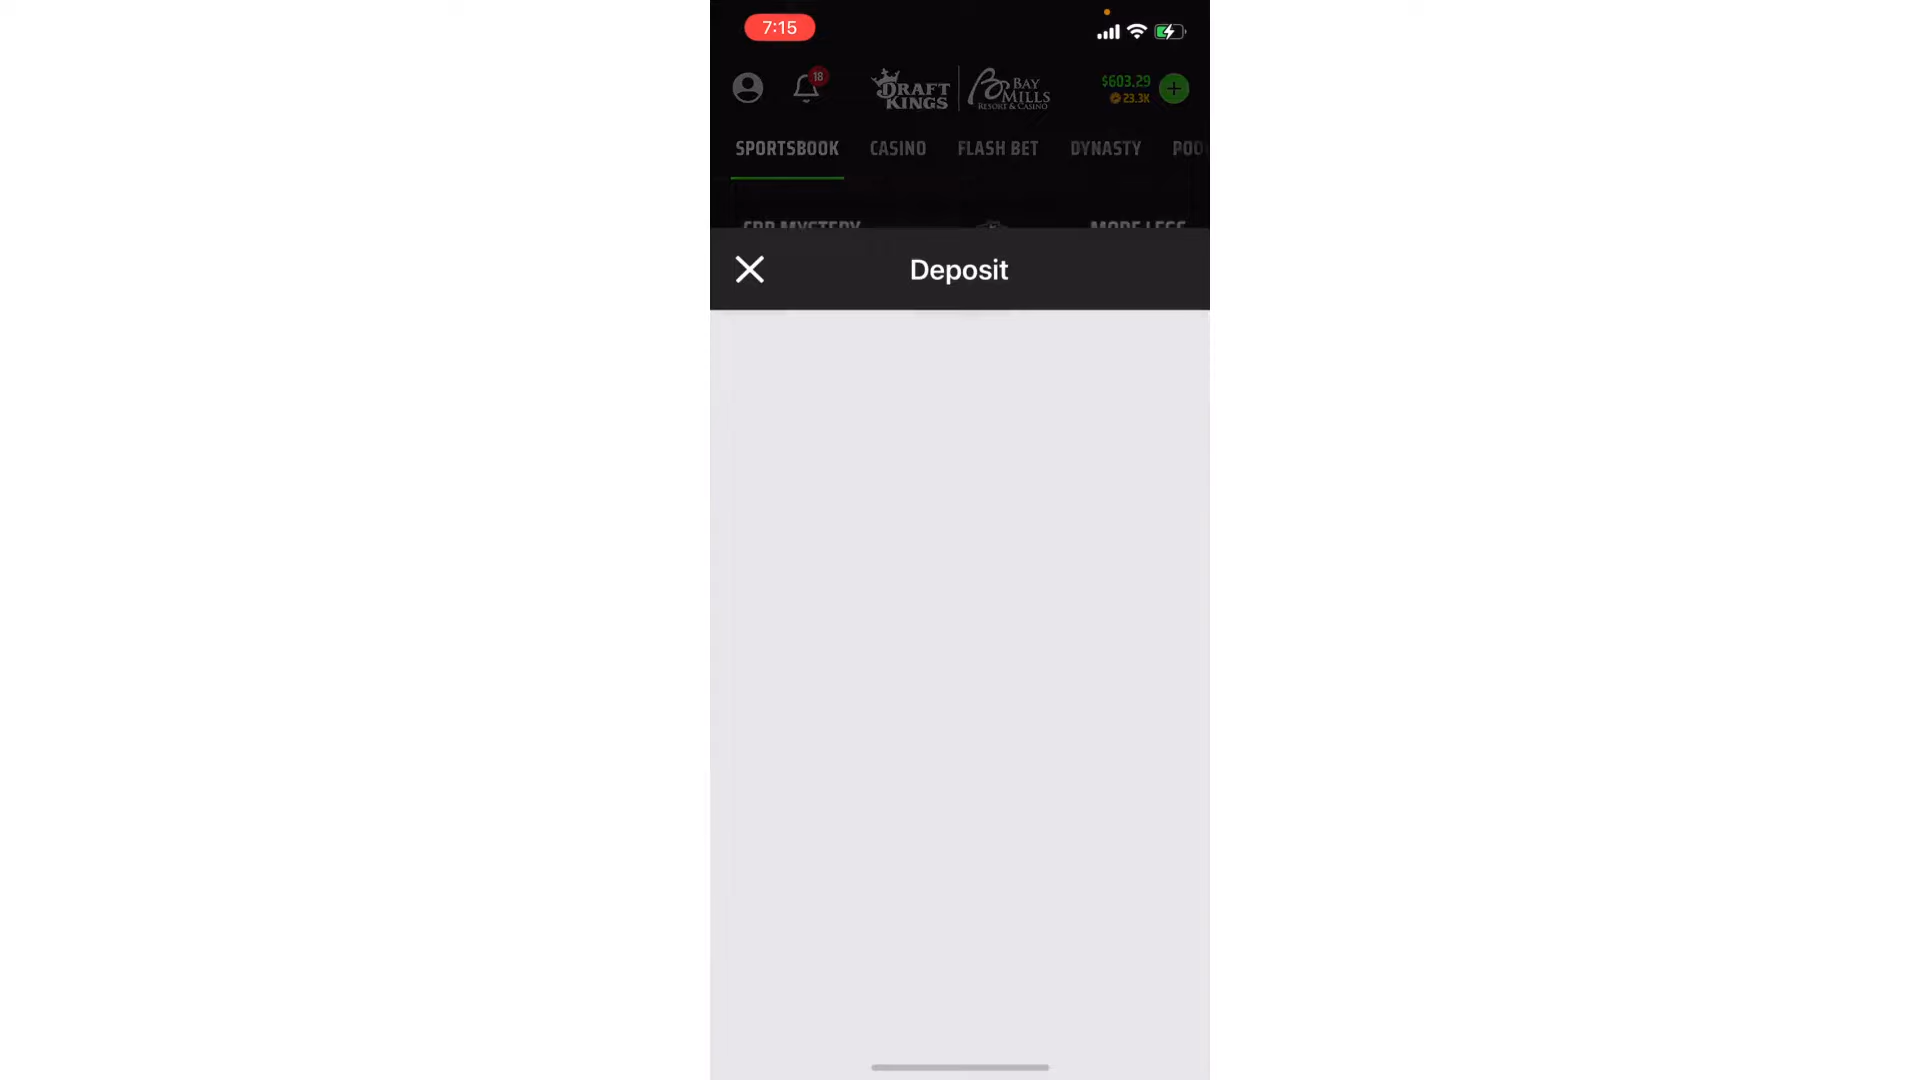 7:15
18
DRAFT KINGS
BAY MILLS
RESORT & CASINO
$603.29
23.3K
SPORTSBOOK CASINO FLASH BET DYNASTY POO
Deposit